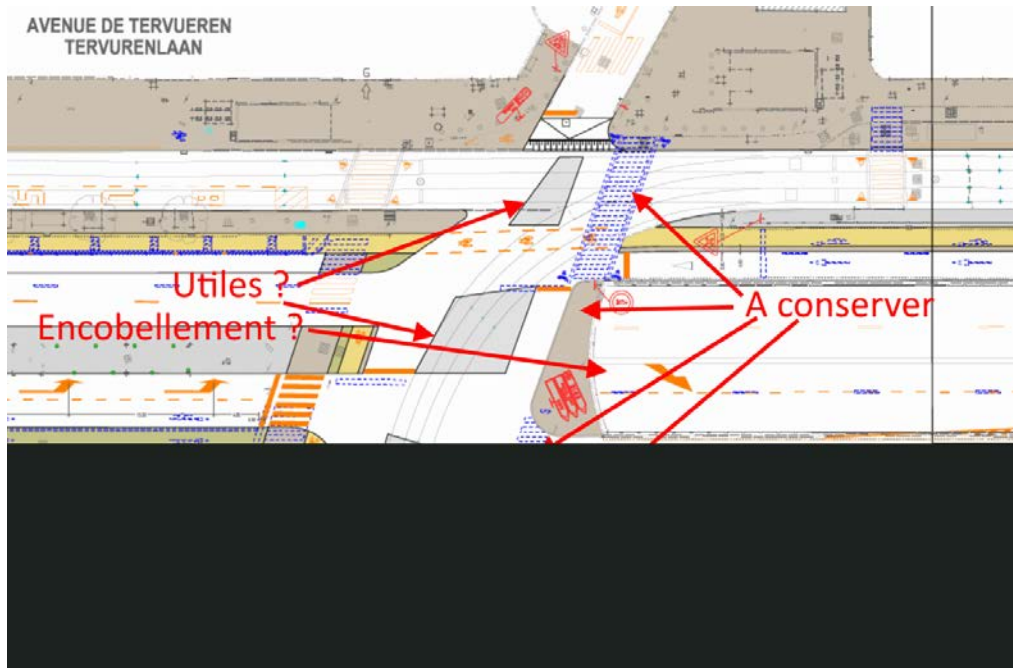 AVENUE DE TERVUEREN
TERVURENLAAN
G
Utiles ?
Encobellement ?
A conserver